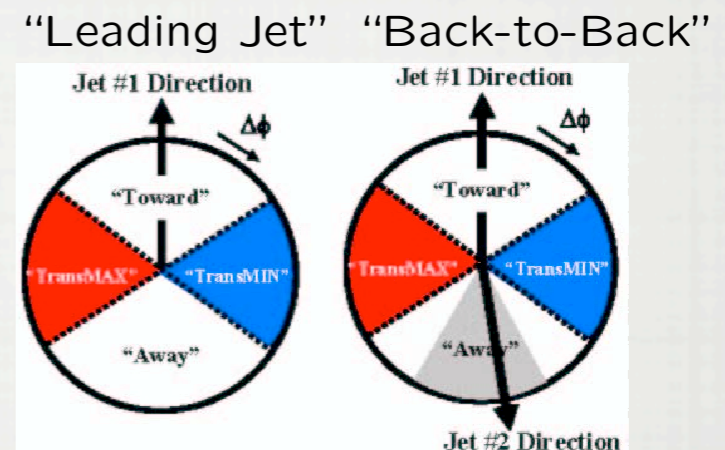 “Leading Jet” “Back-to-Back”
Jet #1 Direction
Δϕ
“Toward”
“TransMAX” “TransMIN”
“Away”
Jet #1 Direction
Δϕ
“Toward”
“TransMAX” “TransMIN”
“Away”
Jet #2 Direction